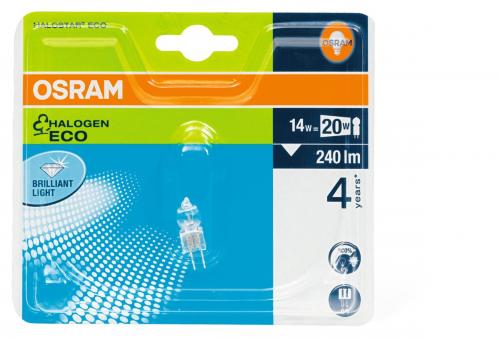 HALOSTAR® ECO
OSRAM
OSRAM
HALOGEN
ECO
14W=20W
240 lm
BRILLIANT
LIGHT
4
years*
100%